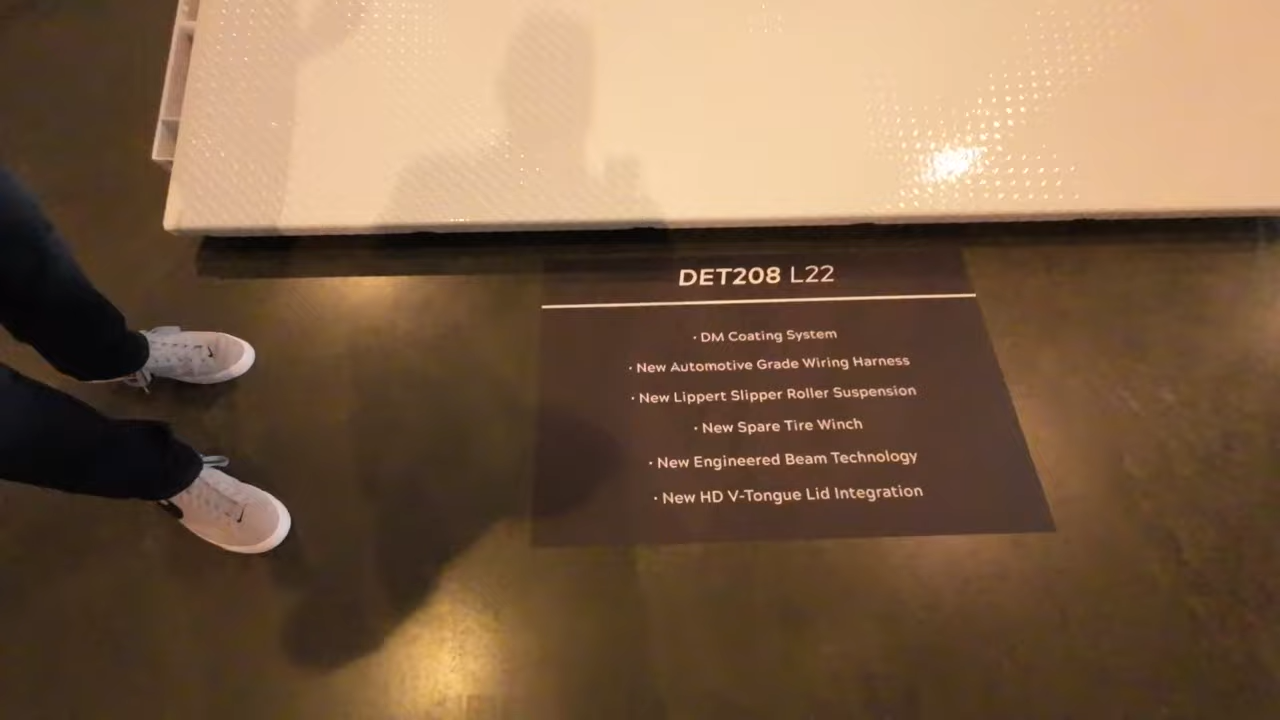 DET208 L22
· DM Coating System
· New Automotive Grade Wiring Harness
· New Lippert Slipper Roller Suspension
· New Spare Tire Winch
· New Engineered Beam Technology
· New HD V-Tongue Lid Integration